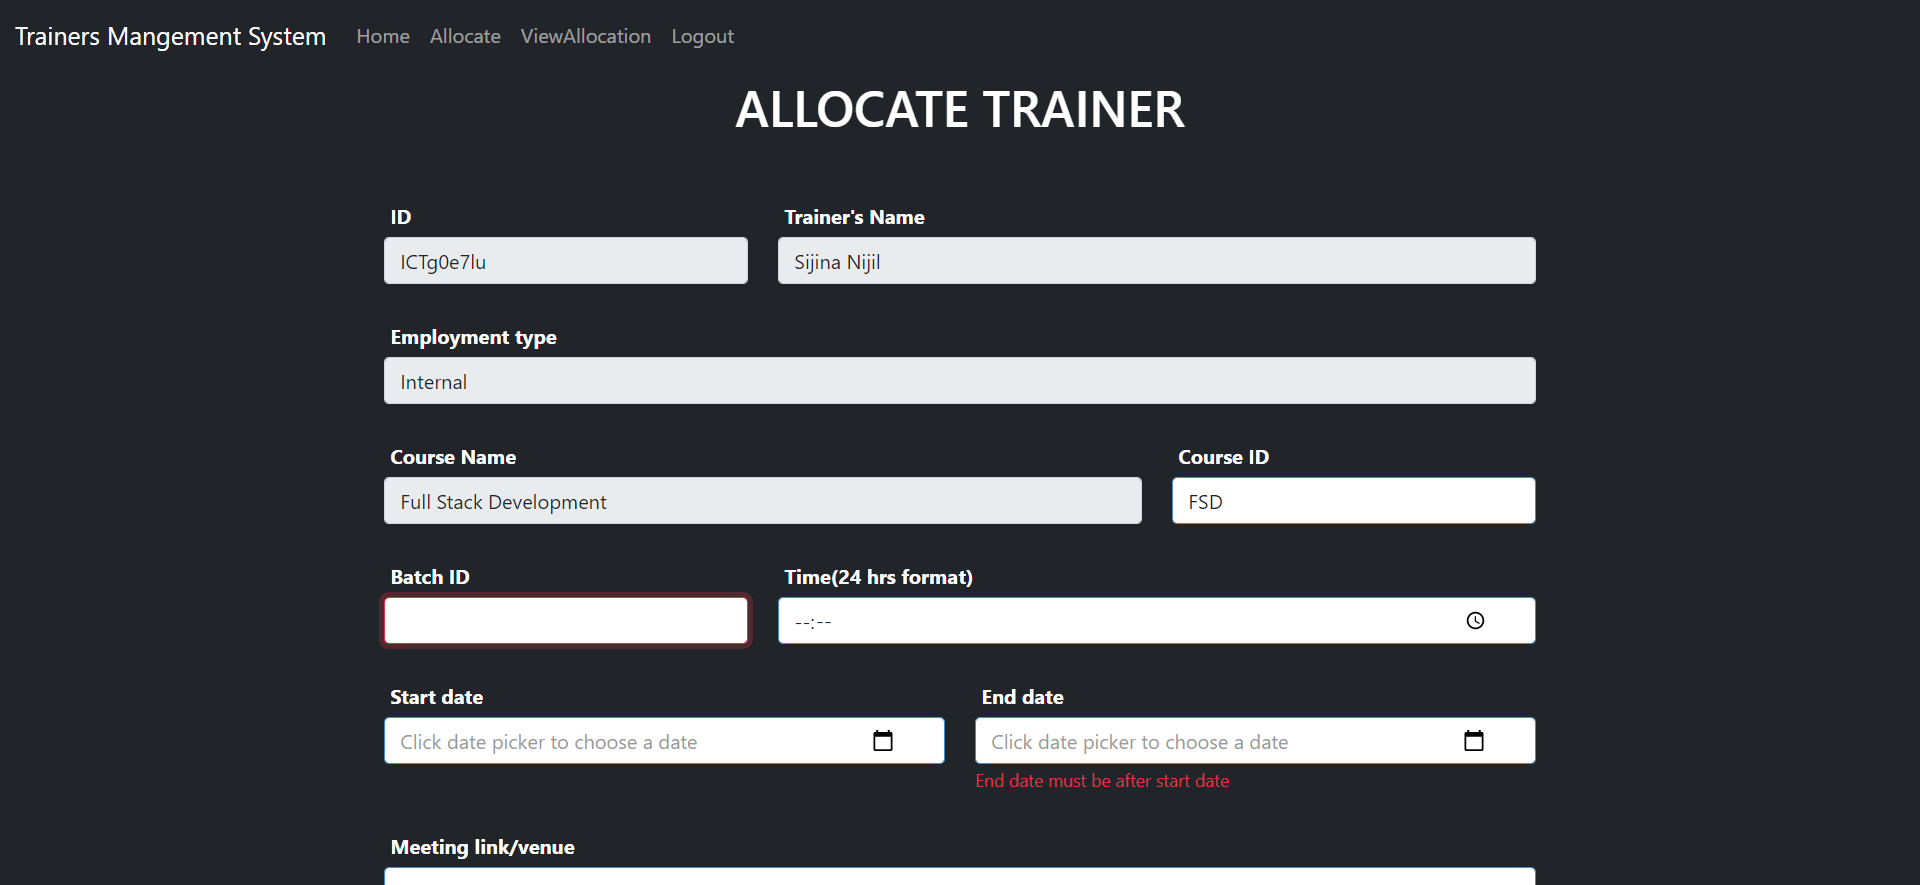 Trainers Mangement System Home Allocate ViewAllocation Logout
ALLOCATE TRAINER
ID Trainer's Name
ICTg0e7lu Sijina Nijil
Employment type
Internal
Course Name Course ID
Full Stack Development FSD
Batch ID Time(24 hrs format)
--:--
Start date End date
Click date picker to choose a date Click date picker to choose a date
End date must be after start date
Meeting link/venue